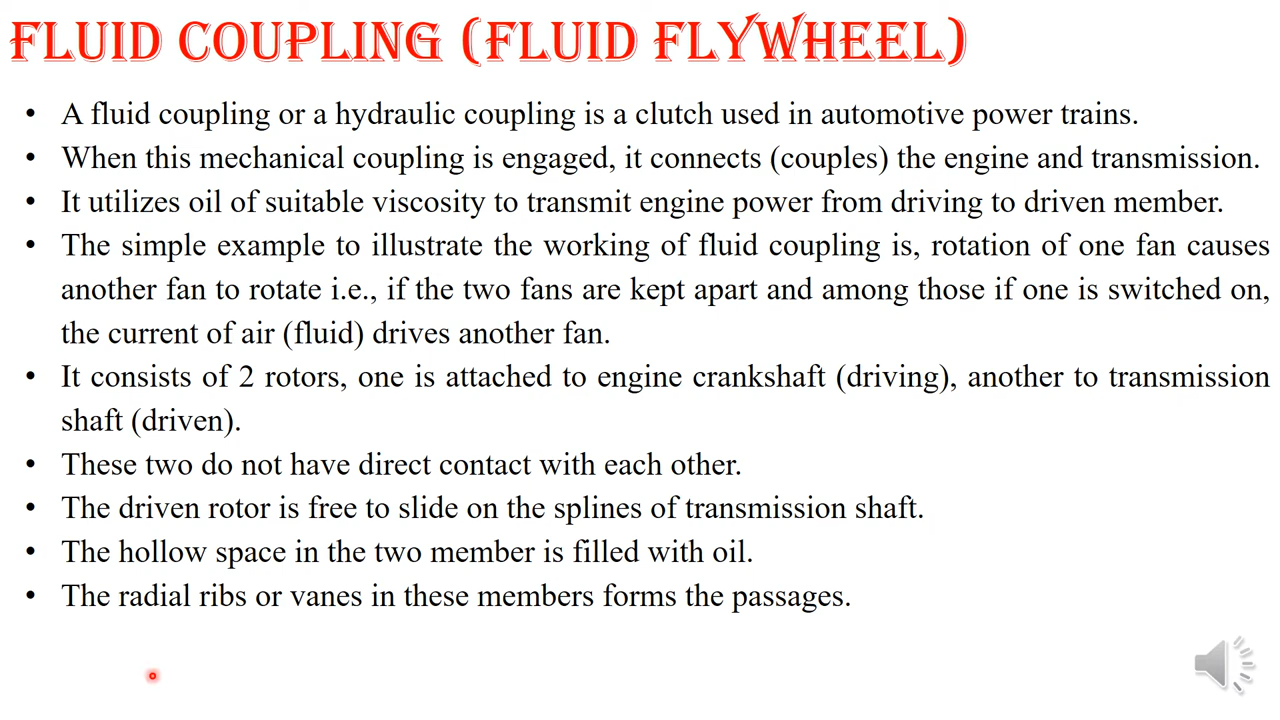 FLUID COUPLING (FLUID FLYWHEEL)
• A fluid coupling or a hydraulic coupling is a clutch used in automotive power trains.
• When this mechanical coupling is engaged, it connects (couples) the engine and transmission.
• It utilizes oil of suitable viscosity to transmit engine power from driving to driven member.
• The simple example to illustrate the working of fluid coupling is, rotation of one fan causes
another fan to rotate i.e., if the two fans are kept apart and among those if one is switched on,
the current of air (fluid) drives another fan.
• It consists of 2 rotors, one is attached to engine crankshaft (driving), another to transmission
shaft (driven).
• These two do not have direct contact with each other.
• The driven rotor is free to slide on the splines of transmission shaft.
• The hollow space in the two member is filled with oil.
• The radial ribs or vanes in these members forms the passages.